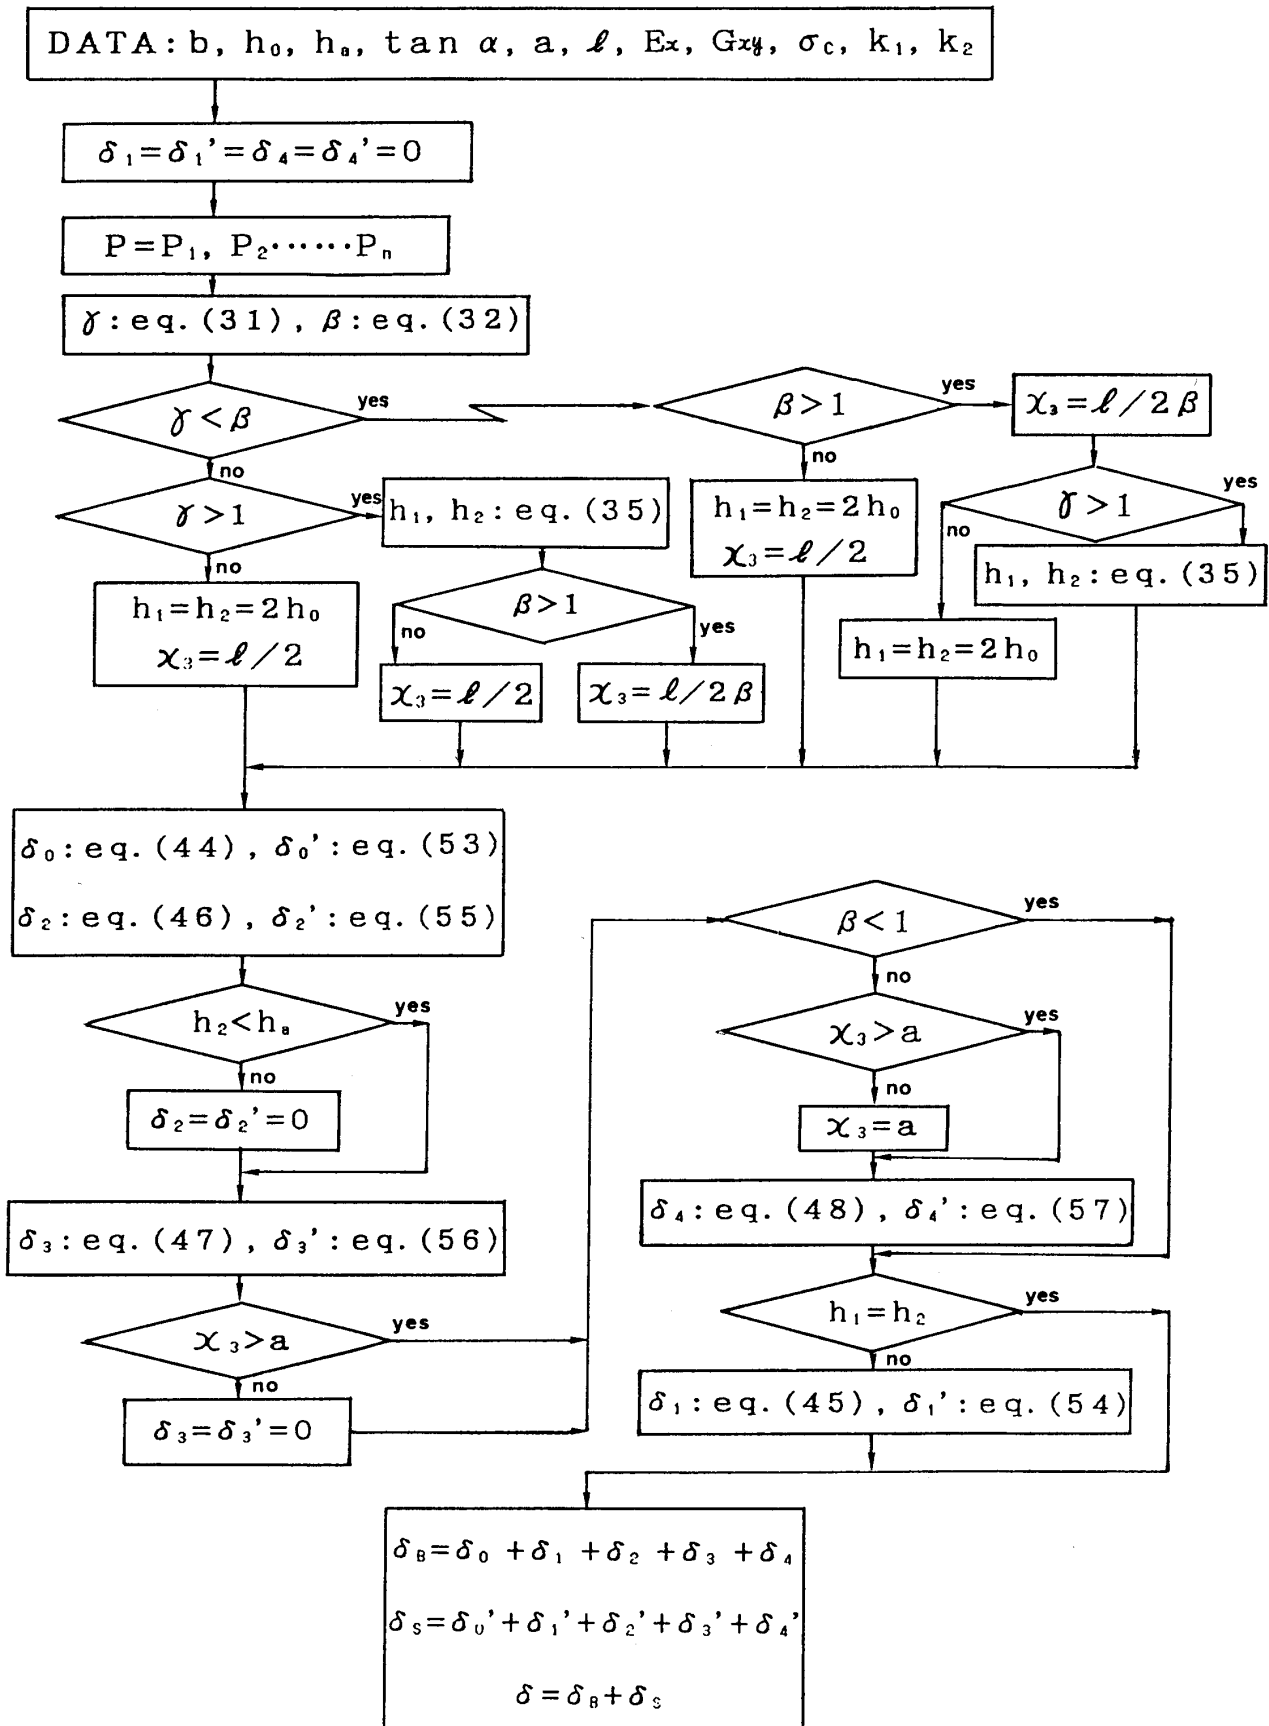 DATA: b, h₀, hₐ, tan α, a, ℓ, Ex, Gxy, σ_C, k₁, k₂
δ₁=δ₁'=δ₄=δ₄'=0
P=P₁, P₂······Pₙ
γ:eq.(31), β:eq.(32)
γ<β
yes
no
β>1
yes
no
χ₃=ℓ/2β
γ>1
yes
no
h₁, h₂:eq.(35)
h₁=h₂=2h₀
χ₃=ℓ/2
γ>1
yes
no
h₁=h₂=2h₀
χ₃=ℓ/2
β>1
no
yes
h₁, h₂:eq.(35)
h₁=h₂=2h₀
χ₃=ℓ/2
χ₃=ℓ/2β
δ₀:eq.(44), δ₀':eq.(53)
δ₂:eq.(46), δ₂':eq.(55)
h₂<hₐ
yes
no
δ₂=δ₂'=0
δ₃:eq.(47), δ₃':eq.(56)
χ₃>a
yes
no
δ₃=δ₃'=0
β<1
yes
no
χ₃>a
yes
no
χ₃=a
δ₄:eq.(48), δ₄':eq.(57)
h₁=h₂
yes
no
δ₁:eq.(45), δ₁':eq.(54)
δ_B=δ₀+δ₁+δ₂+δ₃+δ₄
δ_S=δ₀'+δ₁'+δ₂'+δ₃'+δ₄'
δ=δ_B+δ_S